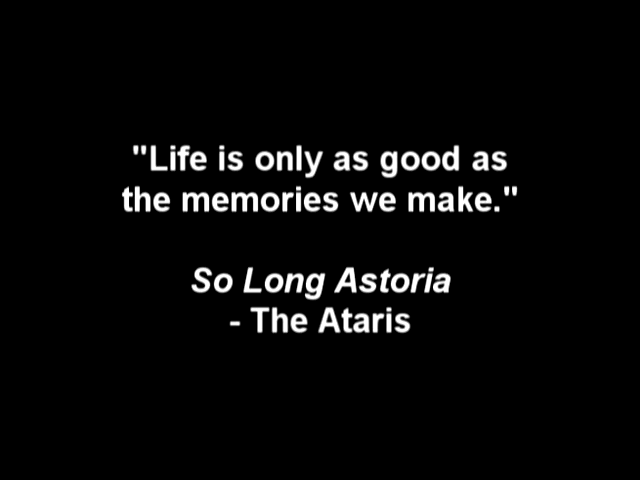 "Life is only as good as
the memories we make."
So Long Astoria
- The Ataris